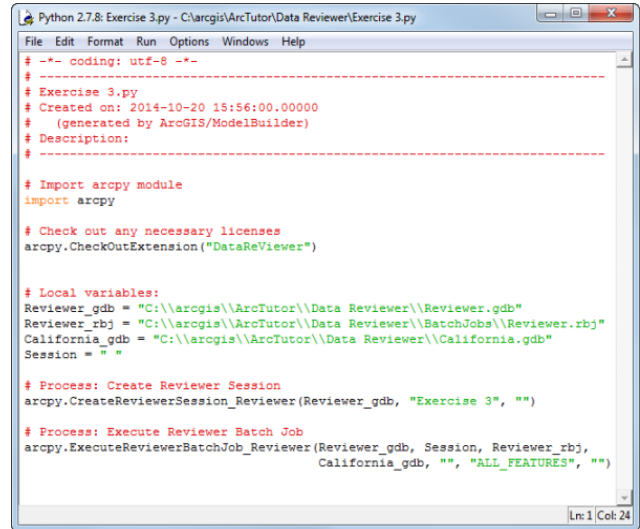 Python 2.7.8: Exercise 3.py - C:\arcgis\ArcTutor\Data Reviewer\Exercise 3.py
File Edit Format Run Options Windows Help
# -*- coding: utf-8 -*-
# ---------------------------------------------------------------------------
# Exercise 3.py
# Created on: 2014-10-20 15:56:00.00000
#   (generated by ArcGIS/ModelBuilder)
# Description:
# ---------------------------------------------------------------------------
# Import arcpy module
import arcpy
# Check out any necessary licenses
arcpy.CheckOutExtension("DataReViewer")
# Local variables:
Reviewer_gdb = "C:\\arcgis\\ArcTutor\\Data Reviewer\\Reviewer.gdb"
Reviewer_rbj = "C:\\arcgis\\ArcTutor\\Data Reviewer\\BatchJobs\\Reviewer.rbj"
California_gdb = "C:\\arcgis\\ArcTutor\\Data Reviewer\\California.gdb"
Session = " "
# Process: Create Reviewer Session
arcpy.CreateReviewerSession_Reviewer(Reviewer_gdb, "Exercise 3", "")
# Process: Execute Reviewer Batch Job
arcpy.ExecuteReviewerBatchJob_Reviewer(Reviewer_gdb, Session, Reviewer_rbj,
California_gdb, "", "ALL_FEATURES", "")
Ln: 1 Col: 24